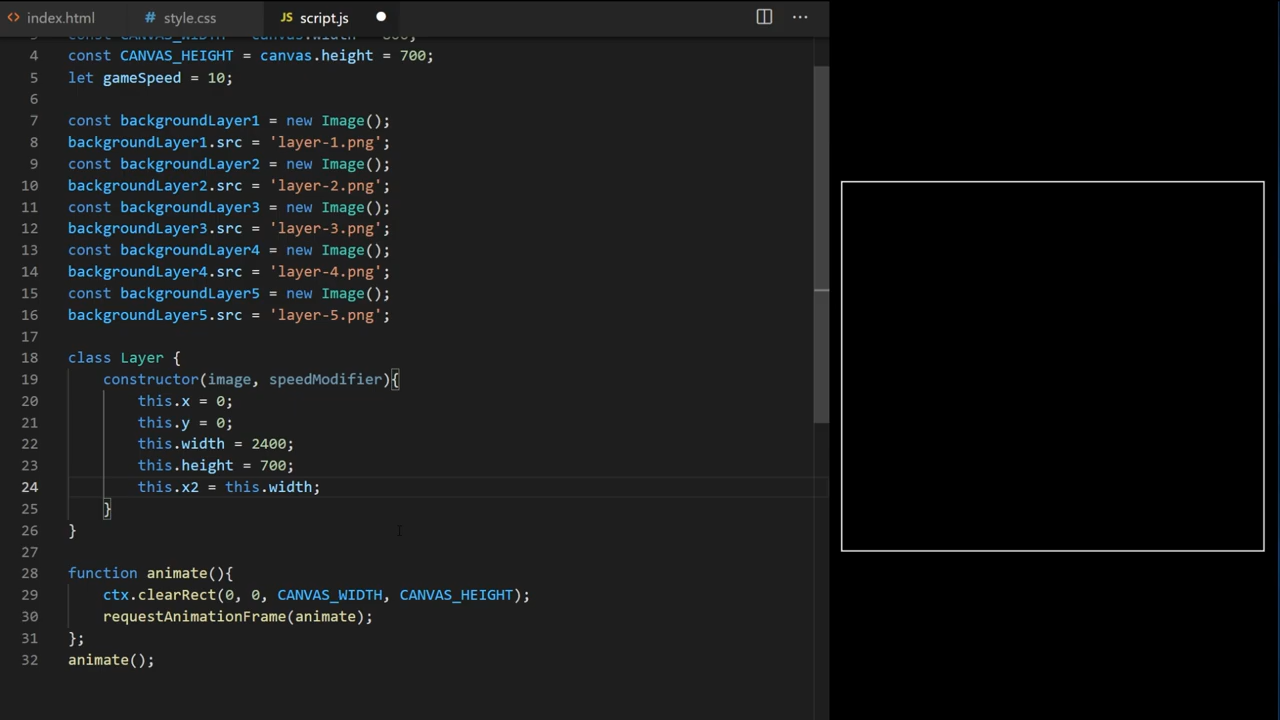 index.html
# style.css
JS script.js
4 const CANVAS_HEIGHT = canvas.height = 700;
5 let gameSpeed = 10;
6
7 const backgroundLayer1 = new Image();
8 backgroundLayer1.src = 'layer-1.png';
9 const backgroundLayer2 = new Image();
10 backgroundLayer2.src = 'layer-2.png';
11 const backgroundLayer3 = new Image();
12 backgroundLayer3.src = 'layer-3.png';
13 const backgroundLayer4 = new Image();
14 backgroundLayer4.src = 'layer-4.png';
15 const backgroundLayer5 = new Image();
16 backgroundLayer5.src = 'layer-5.png';
17
18 class Layer {
19 constructor(image, speedModifier){
20 this.x = 0;
21 this.y = 0;
22 this.width = 2400;
23 this.height = 700;
24 this.x2 = this.width;
25 }
26 }
27
28 function animate(){
29 ctx.clearRect(0, 0, CANVAS_WIDTH, CANVAS_HEIGHT);
30 requestAnimationFrame(animate);
31 };
32 animate();